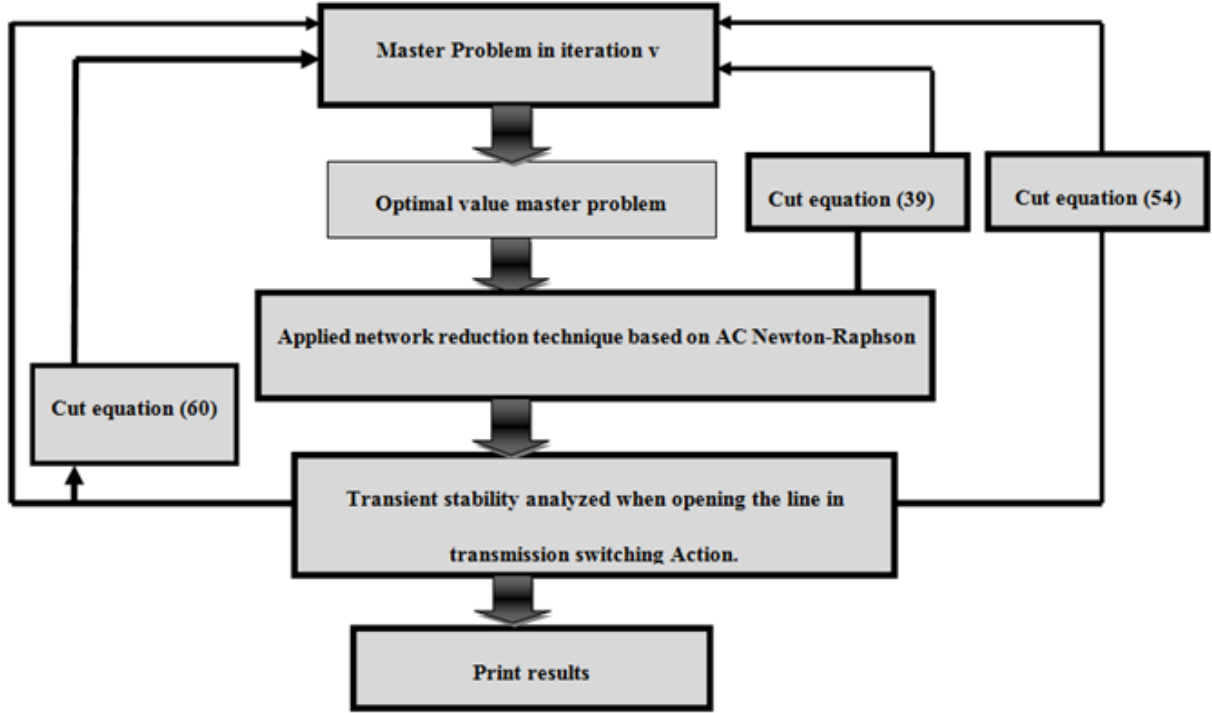 Master Problem in iteration v
Optimal value master problem
Cut equation (39)
Cut equation (54)
Applied network reduction technique based on AC Newton-Raphson
Cut equation (60)
Transient stability analyzed when opening the line in
transmission switching Action.
Print results